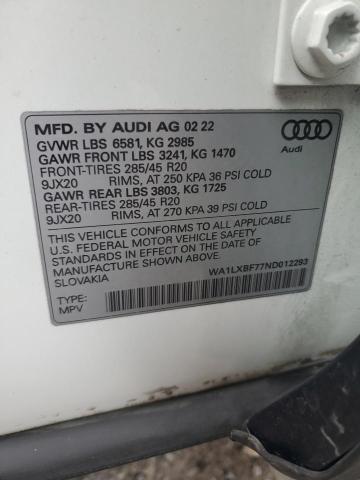 MFD. BY AUDI AG 02 22
GVWR LBS 6581, KG 2985
GAWR FRONT LBS 3241, KG 1470
FRONT-TIRES 285/45 R20
9JX20 RIMS, AT 250 KPA 36 PSI COLD
GAWR REAR LBS 3803, KG 1725
REAR-TIRES 285/45 R20
9JX20 RIMS, AT 270 KPA 39 PSI COLD
Audi
THIS VEHICLE CONFORMS TO ALL APPLICABLE
U.S. FEDERAL MOTOR VEHICLE SAFETY
STANDARDS IN EFFECT ON THE DATE OF
MANUFACTURE SHOWN ABOVE.
SLOVAKIA
WA1LXBF77ND012293
TYPE:
MPV